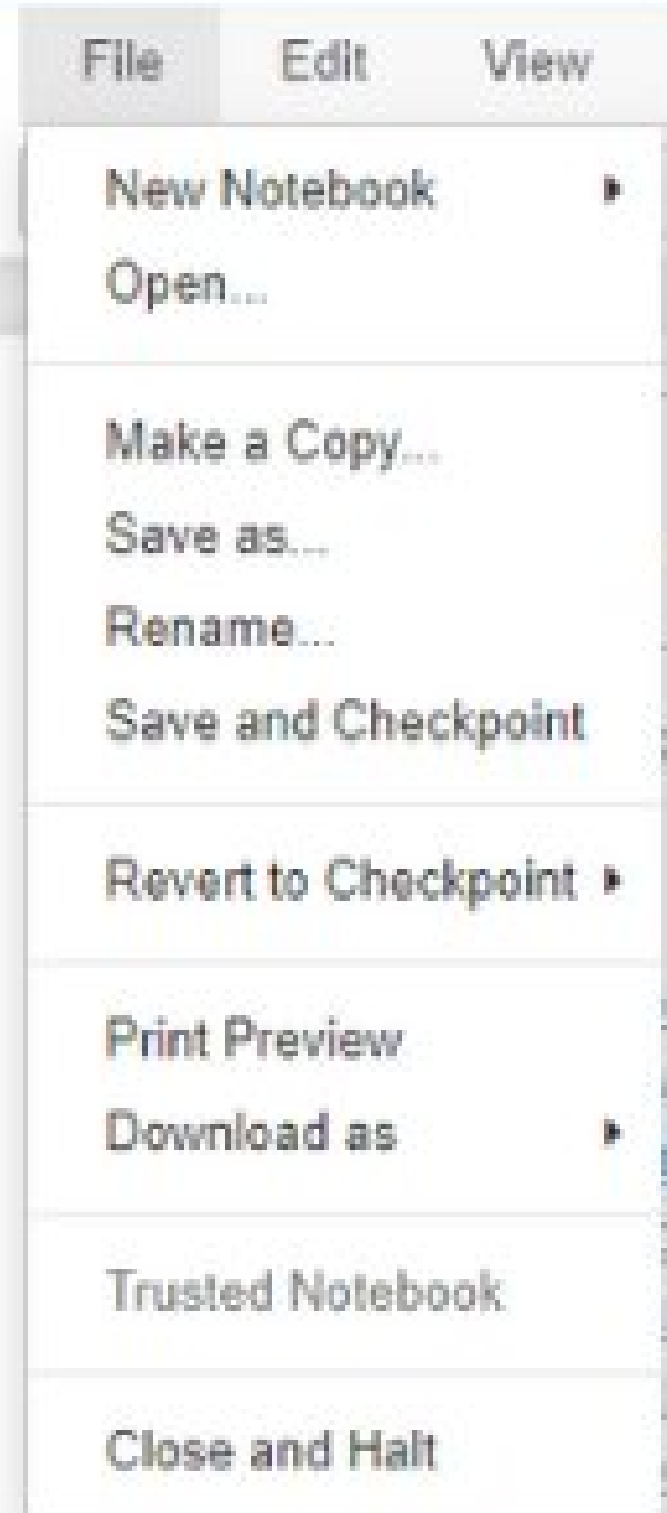 File Edit View
New Notebook
Open...
Make a Copy...
Save as...
Rename...
Save and Checkpoint
Revert to Checkpoint
Print Preview
Download as
Trusted Notebook
Close and Halt